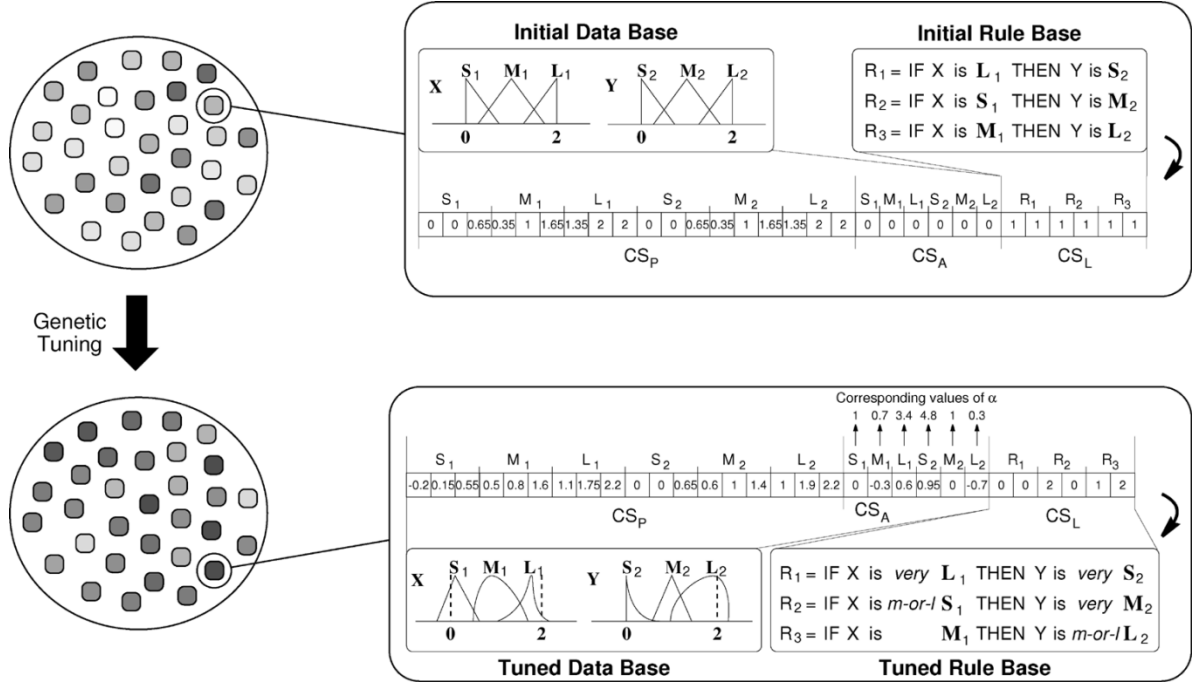 Initial Data Base
Initial Rule Base
X S1 M1 L1 Y S2 M2 L2
0 2 0 2
R1 = IF X is L1 THEN Y is S2
R2 = IF X is S1 THEN Y is M2
R3 = IF X is M1 THEN Y is L2
S1 M1 L1 S2 M2 L2 S1 M1 L1 S2 M2 L2 R1 R2 R3
0 0 0.65 0.35 1 1.65 1.35 2 2 0 0 0.65 0.35 1 1.65 1.35 2 2 0 0 0 0 0 0 1 1 1 1 1 1
CSP CSA CSL
Genetic
Tuning
Corresponding values of α
1 0.7 3.4 4.8 1 0.3
S1 M1 L1 S2 M2 L2 S1 M1 L1 S2 M2 L2 R1 R2 R3
-0.2 0.15 0.55 0.5 0.8 1.6 1.1 1.75 2.2 0 0 0.65 0.6 1 1.4 1 1.9 2.2 0 -0.3 0.6 0.95 0 -0.7 0 0 2 0 1 2
CSP CSA CSL
X S1 M1 L1 Y S2 M2 L2
0 2 0 2
R1 = IF X is very L1 THEN Y is very S2
R2 = IF X is m-or-l S1 THEN Y is very M2
R3 = IF X is M1 THEN Y is m-or-l L2
Tuned Data Base
Tuned Rule Base